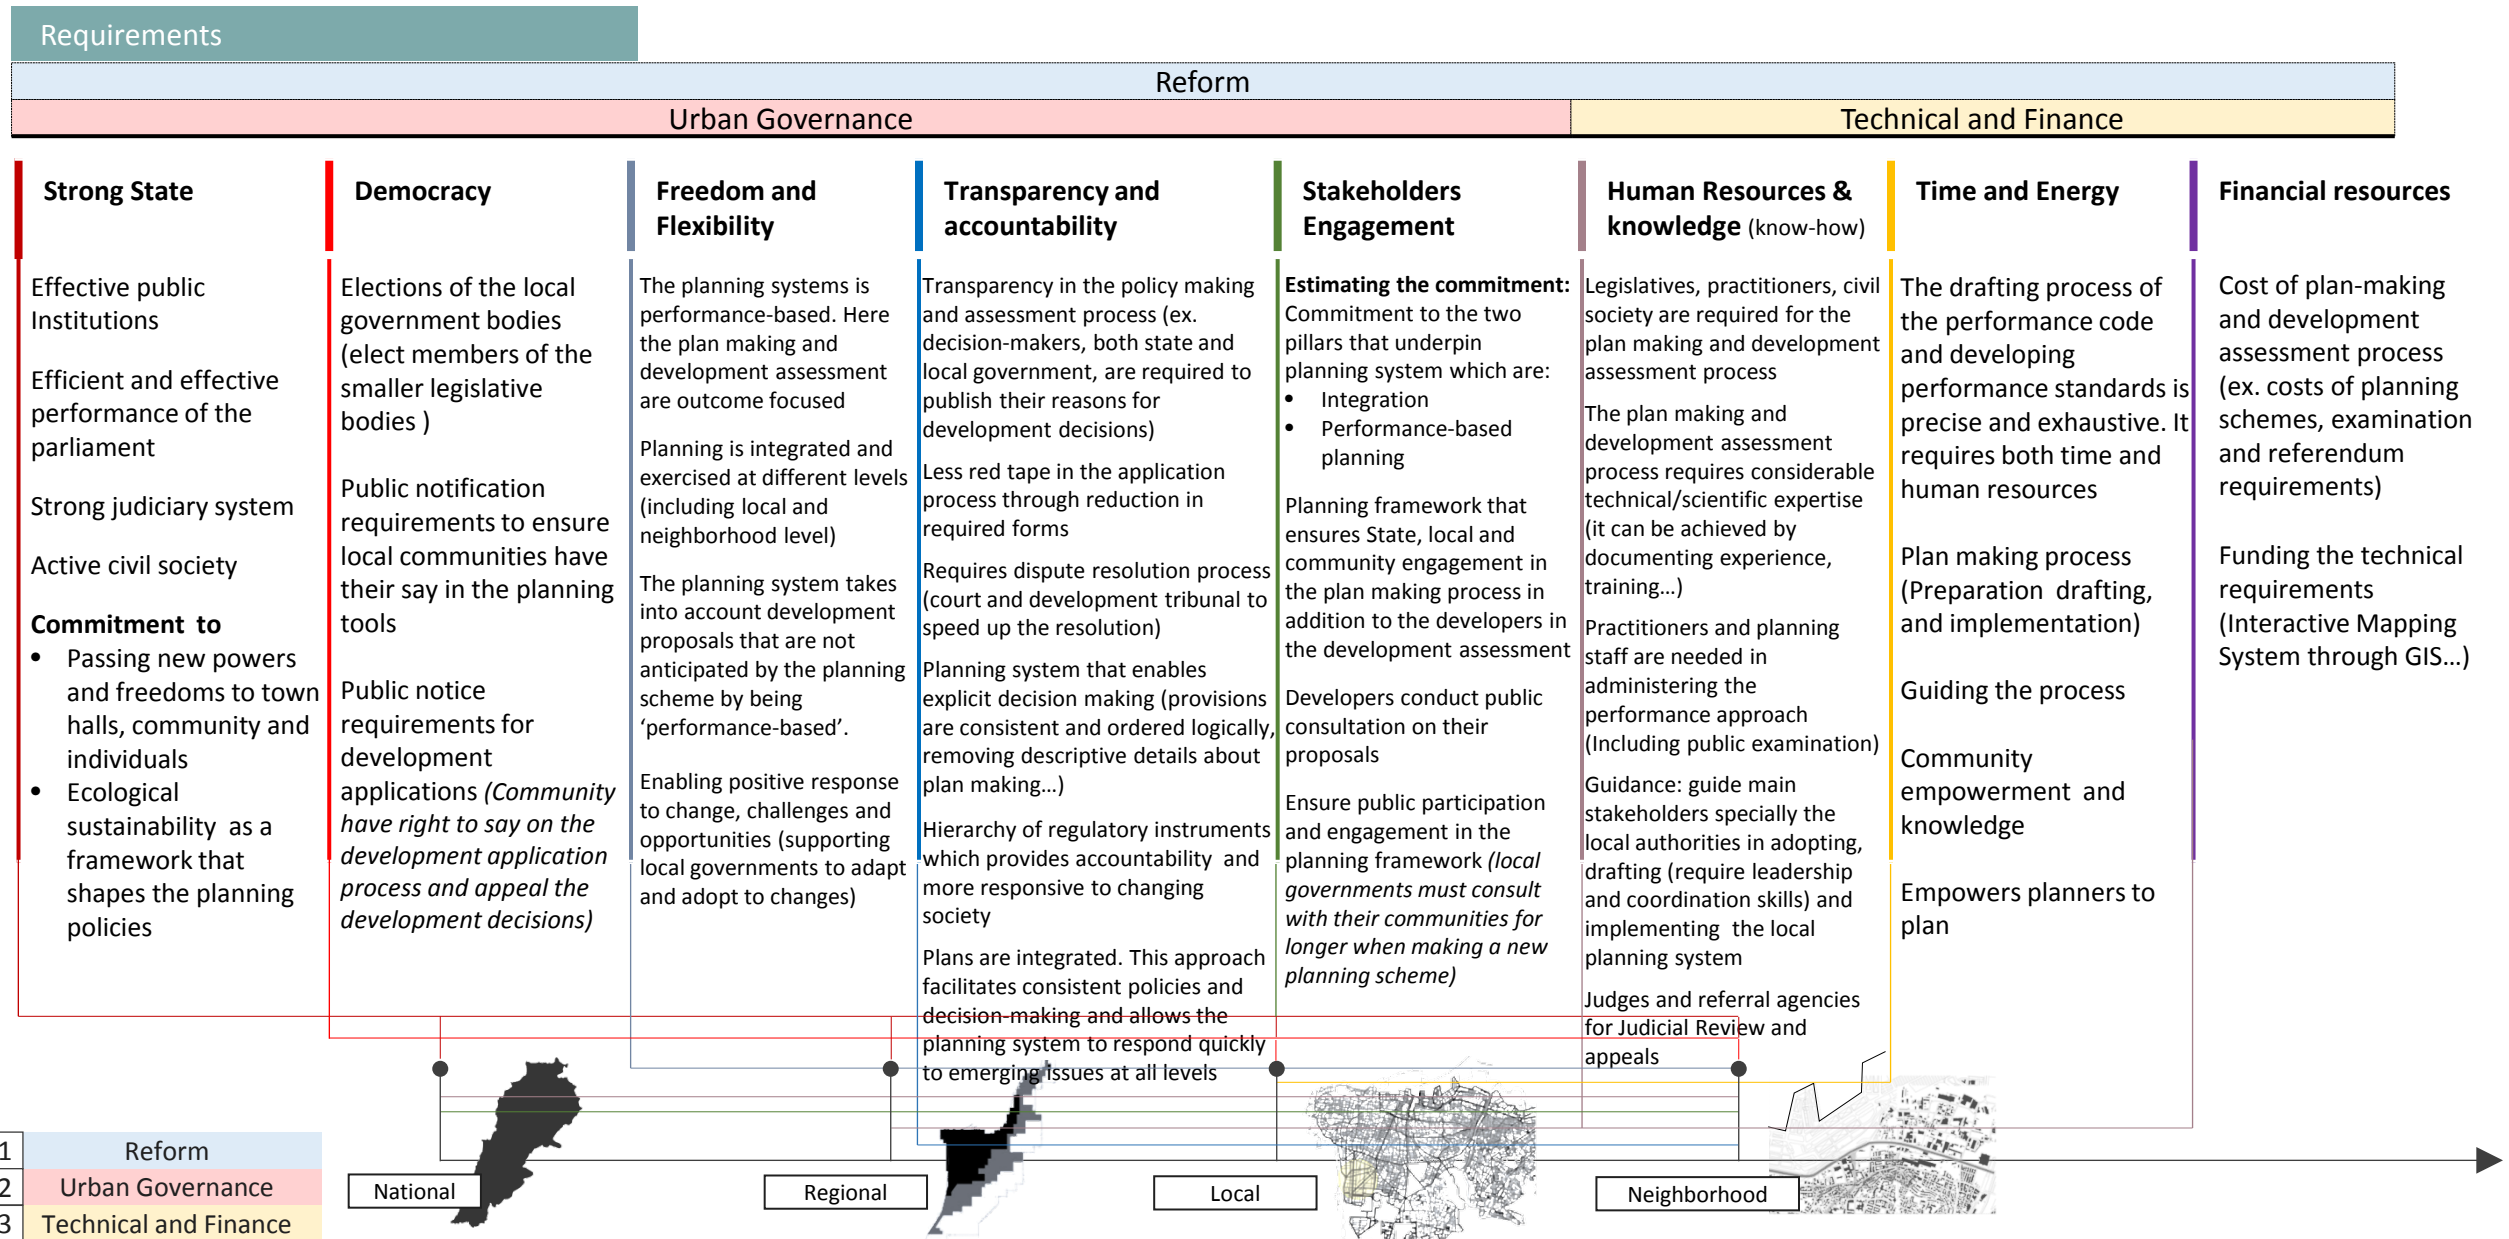 Requirements
Reform
Urban Governance
Technical and Finance
Strong State
Effective public
Institutions
Efficient and effective
performance of the
parliament
Strong judiciary system
Active civil society
Commitment to
• Passing new powers
and freedoms to town
halls, community and
individuals
• Ecological
sustainability as a
framework that
shapes the planning
policies
Democracy
Elections of the local
government bodies
(elect members of the
smaller legislative
bodies )
Public notification
requirements to ensure
local communities have
their say in the planning
tools
Public notice
requirements for
development
applications (Community
have right to say on the
development application
process and appeal the
development decisions)
Freedom and
Flexibility
The planning systems is
performance-based. Here
the plan making and
development assessment
are outcome focused
Planning is integrated and
exercised at different levels
(including local and
neighborhood level)
The planning system takes
into account development
proposals that are not
anticipated by the planning
scheme by being
‘performance-based’.
Enabling positive response
to change, challenges and
opportunities (supporting
local governments to adapt
and adopt to changes)
Transparency and
accountability
Transparency in the policy making
and assessment process (ex.
decision-makers, both state and
local government, are required to
publish their reasons for
development decisions)
Less red tape in the application
process through reduction in
required forms
Requires dispute resolution process
(court and development tribunal to
speed up the resolution)
Planning system that enables
explicit decision making (provisions
are consistent and ordered logically,
removing descriptive details about
plan making…)
Hierarchy of regulatory instruments
which provides accountability and
more responsive to changing
society
Plans are integrated. This approach
facilitates consistent policies and
decision-making and allows the
planning system to respond quickly
to emerging issues at all levels
Stakeholders
Engagement
Estimating the commitment:
Commitment to the two
pillars that underpin
planning system which are:
• Integration
• Performance-based
planning
Planning framework that
ensures State, local and
community engagement in
the plan making process in
addition to the developers in
the development assessment
Developers conduct public
consultation on their
proposals
Ensure public participation
and engagement in the
planning framework (local
governments must consult
with their communities for
longer when making a new
planning scheme)
Human Resources &
knowledge (know-how)
Legislatives, practitioners, civil
society are required for the
plan making and development
assessment process
The plan making and
development assessment
process requires considerable
technical/scientific expertise
(it can be achieved by
documenting experience,
training…)
Practitioners and planning
staff are needed in
administering the
performance approach
(Including public examination)
Guidance: guide main
stakeholders specially the
local authorities in adopting,
drafting (require leadership
and coordination skills) and
implementing the local
planning system
Judges and referral agencies
for Judicial Review and
appeals
Time and Energy
The drafting process of
the performance code
and developing
performance standards is
precise and exhaustive. It
requires both time and
human resources
Plan making process
(Preparation drafting,
and implementation)
Guiding the process
Community
empowerment and
knowledge
Empowers planners to
plan
Financial resources
Cost of plan-making
and development
assessment process
(ex. costs of planning
schemes, examination
and referendum
requirements)
Funding the technical
requirements
(Interactive Mapping
System through GIS…)
1 Reform
2 Urban Governance
3 Technical and Finance
National
Regional
Local
Neighborhood